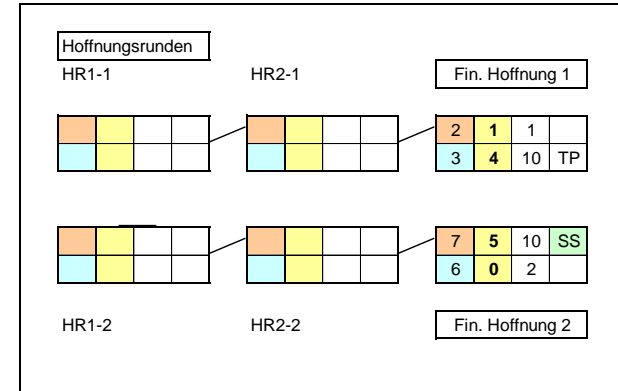 Hoffnungsrunden
HR1-1 HR2-1 Fin. Hoffnung 1
2 1 1
3 4 10 TP
7 5 10 SS
6 0 2
HR1-2 HR2-2 Fin. Hoffnung 2